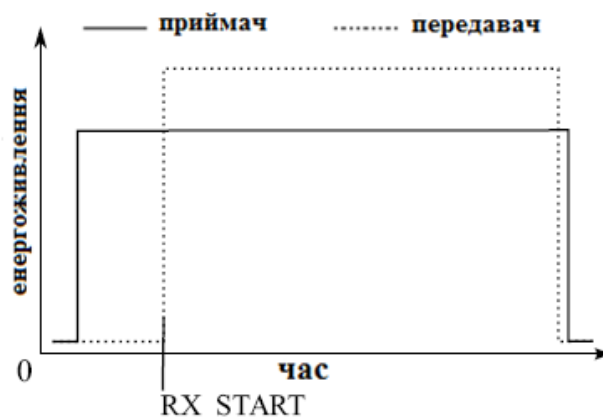 приймач
передавач
енергоживлення
0
час
RX START